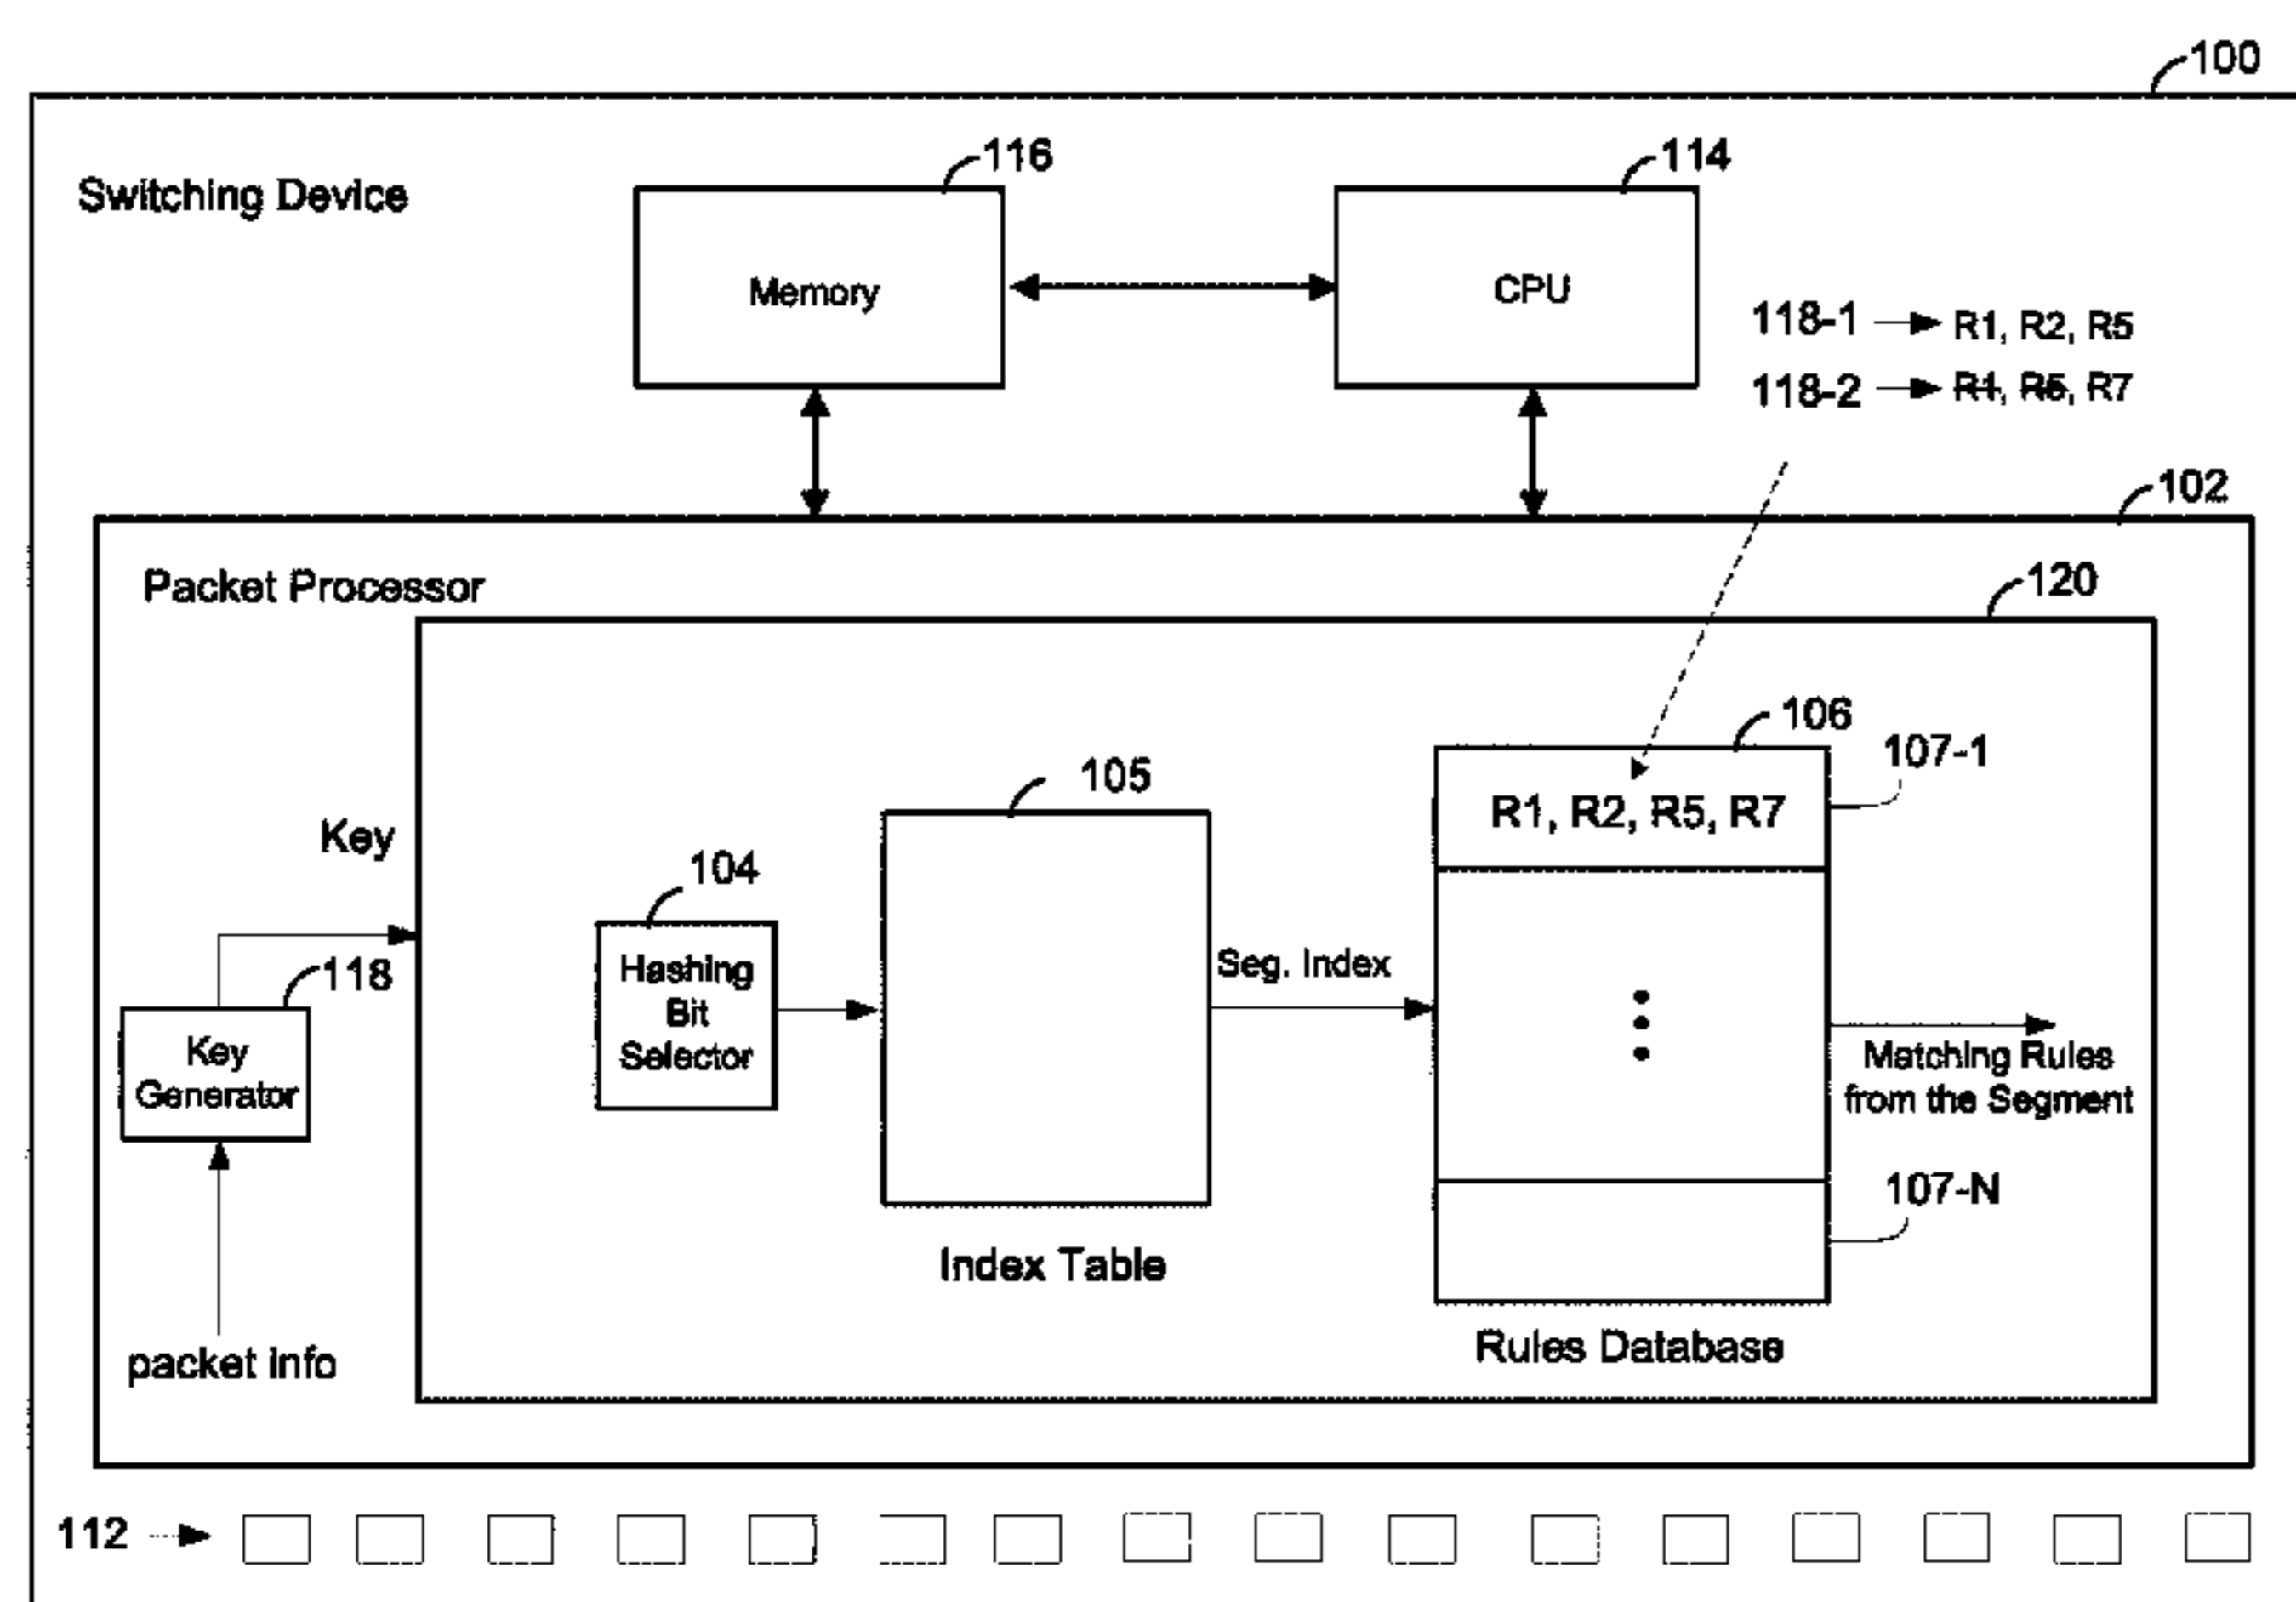 100
116
114
Switching Device
Memory
CPU
118-1 R1, R2, R5
118-2 R1, R5, R7
102
Packet Processor
120
106
107-1
105
R1, R2, R5, R7
Key
104
Hashing
Bit
Selector
Seg. Index
118
Key
Generator
Matching Rules
from the Segment
107-N
Index Table
Rules Database
packet info
112